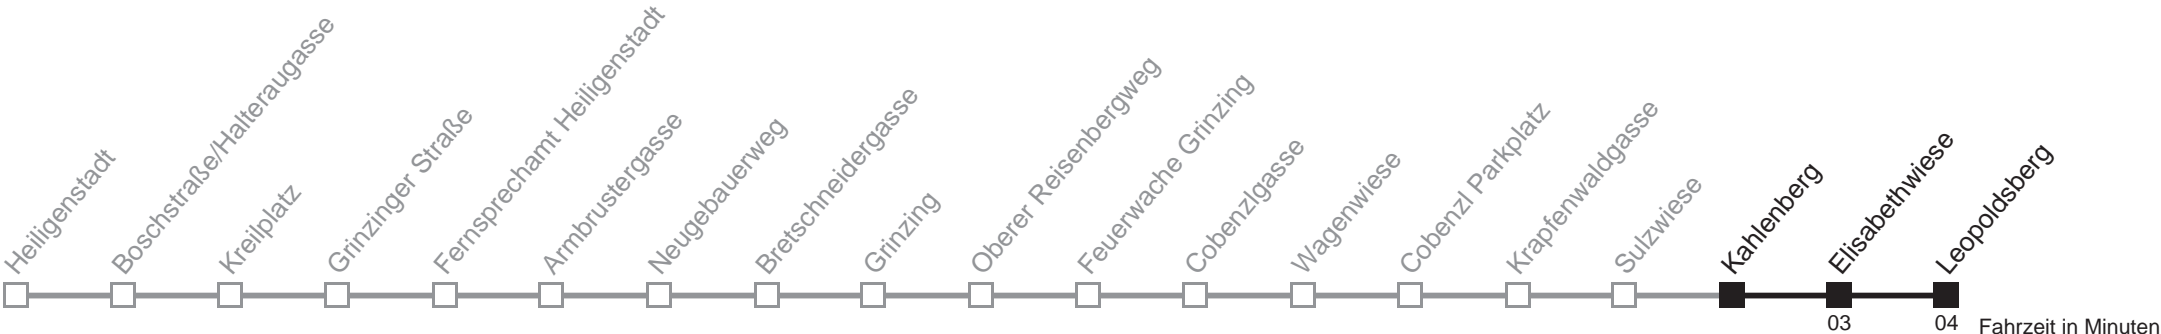 Heiligenstadt
Boschstraße/Halteraugasse
Kreilplatz
Grinzinger Straße
Fernsprechamt Heiligenstadt
Armbrustergasse
Neugebauerweg
Bretschneidergasse
Grinzing
Oberer Reisenbergweg
Feuerwache Grinzing
Cobenzlgasse
Wagenwiese
Cobenzl Parkplatz
Krapfenwaldgasse
Sulzwiese
Kahlenberg
Elisabethwiese
Leopoldsberg
03
04
Fahrzeit in Minuten